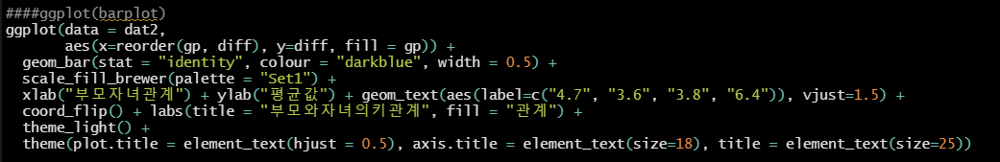 ####ggplot(barplot)
ggplot(data = dat2,
       aes(x=reorder(gp, diff), y=diff, fill = gp)) +
  geom_bar(stat = "identity", colour = "darkblue", width = 0.5) +
  scale_fill_brewer(palette = "Set1") +
  xlab("부모자녀관계") + ylab("평균값") + geom_text(aes(label=c("4.7", "3.6", "3.8", "6.4")), vjust=1.5) +
  coord_flip() + labs(title = "부모와자녀의키관계", fill = "관계") +
  theme_light() +
  theme(plot.title = element_text(hjust = 0.5), axis.title = element_text(size=18), title = element_text(size=25))